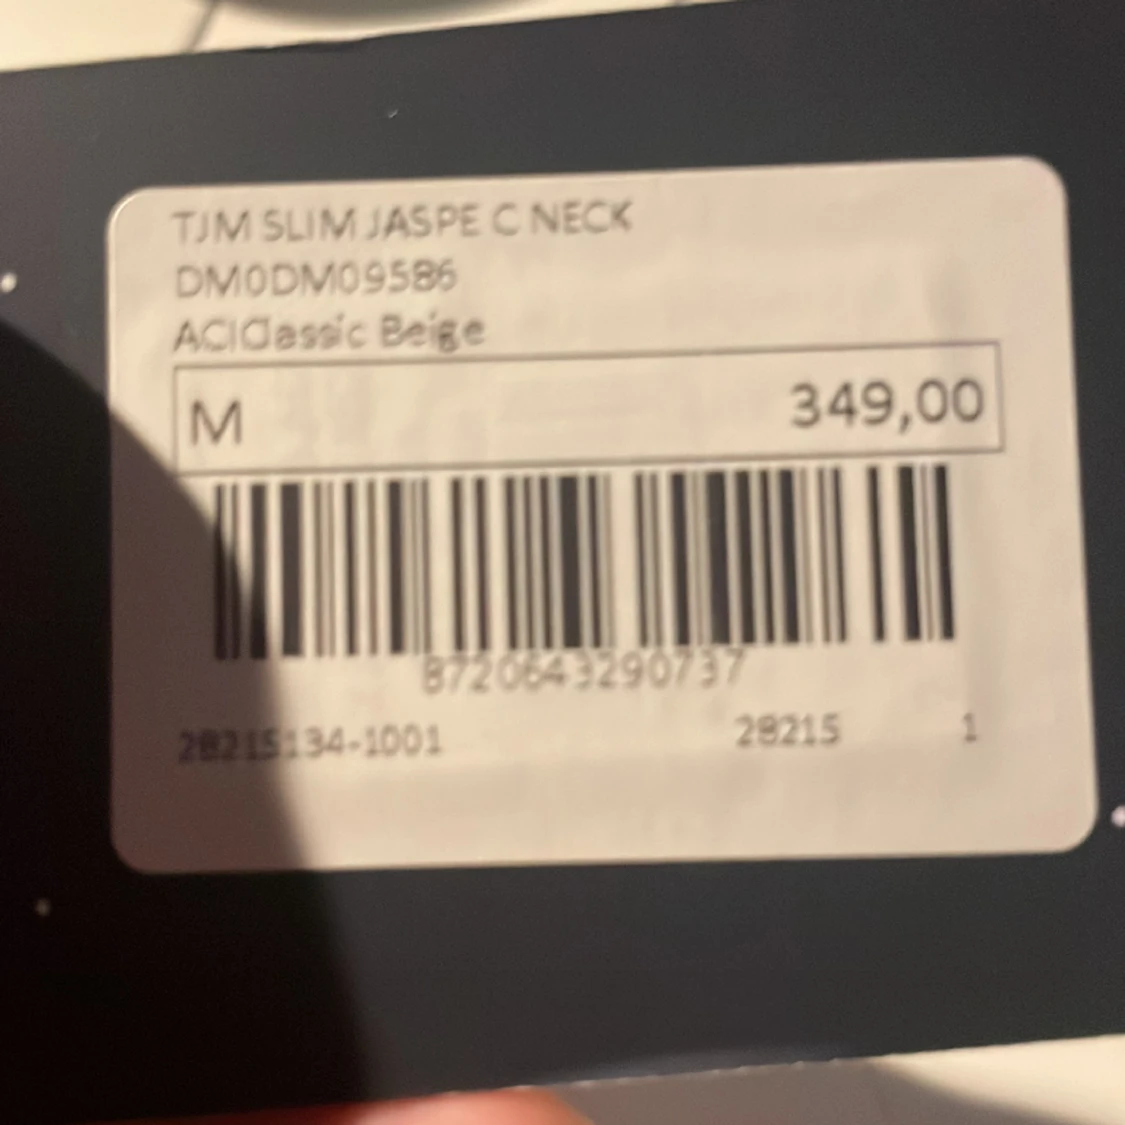 TJM SLIM JASPE C NECK
DM0DM09586
ACIClassic Beige
M 349,00
8720643290737
28215134-1001 28215 1